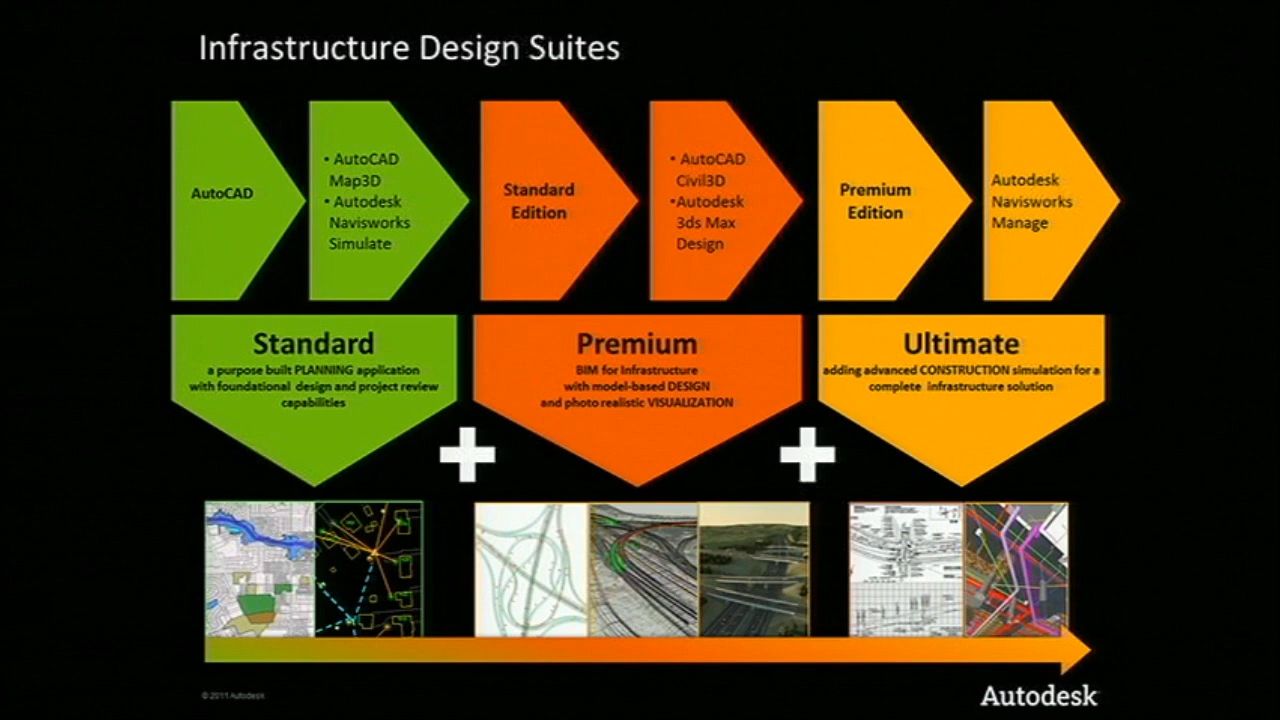 Infrastructure Design Suites
AutoCAD
• AutoCAD
Map3D
• Autodesk
Navisworks
Simulate
Standard
Edition
• AutoCAD
Civil3D
•Autodesk
3ds Max
Design
Premium
Edition
Autodesk
Navisworks
Manage
Standard
a purpose built PLANNING application
with foundational design and project review
capabilities
Premium
BIM for Infrastructure
with model-based DESIGN
and photo realistic VISUALIZATION
Ultimate
adding advanced CONSTRUCTION simulation for a
complete infrastructure solution
© 2011 Autodesk
Autodesk